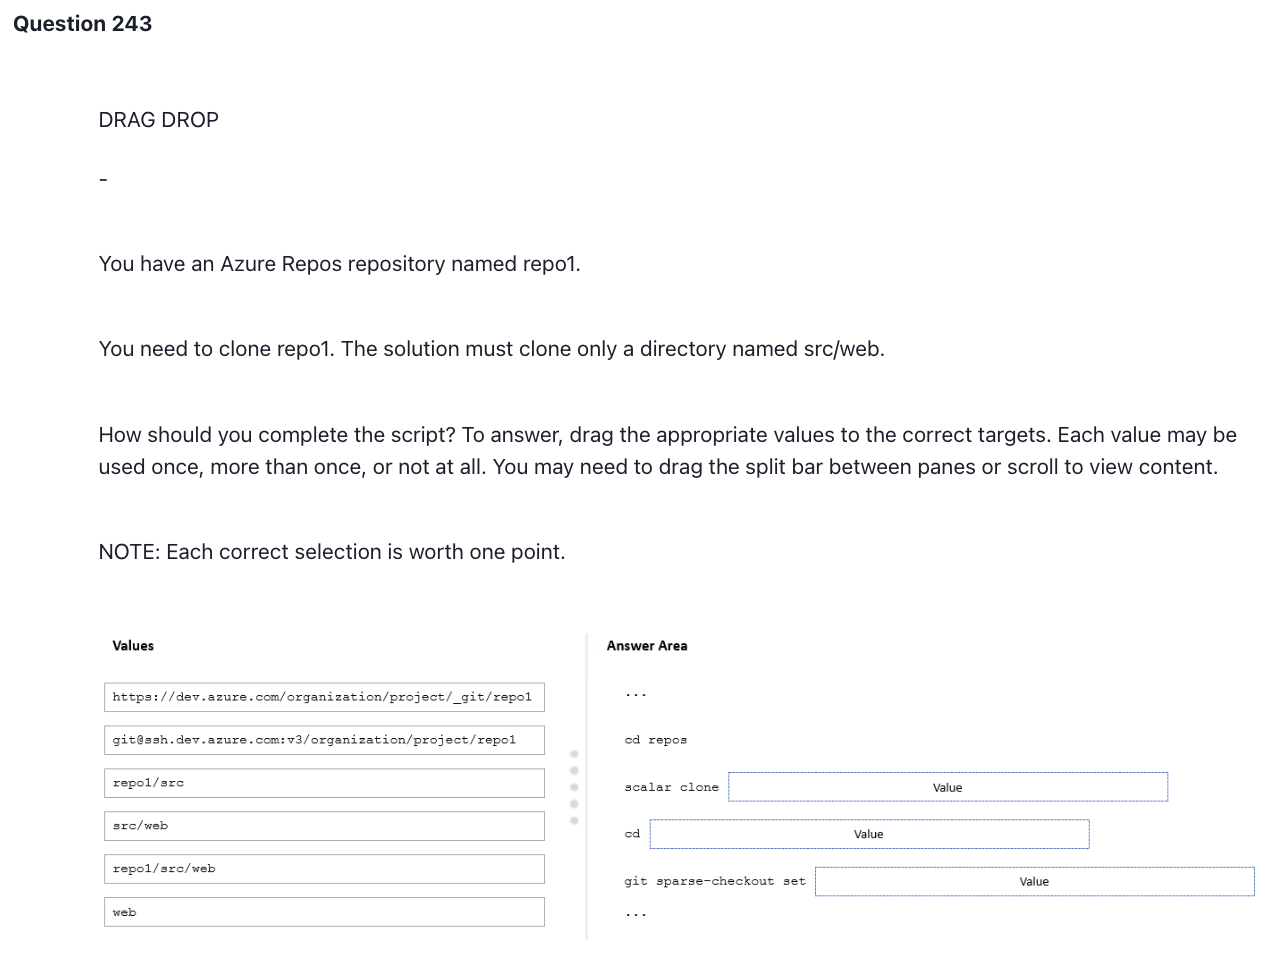 Question 243
DRAG DROP
-
You have an Azure Repos repository named repo1.
You need to clone repo1. The solution must clone only a directory named src/web.
How should you complete the script? To answer, drag the appropriate values to the correct targets. Each value may be
used once, more than once, or not at all. You may need to drag the split bar between panes or scroll to view content.
NOTE: Each correct selection is worth one point.
Values
https://dev.azure.com/organization/project/_git/repo1
git@ssh.dev.azure.com:v3/organization/project/repo1
repo1/src
src/web
repo1/src/web
web
Answer Area
...
cd repos
scalar clone Value
cd Value
git sparse-checkout set Value
...